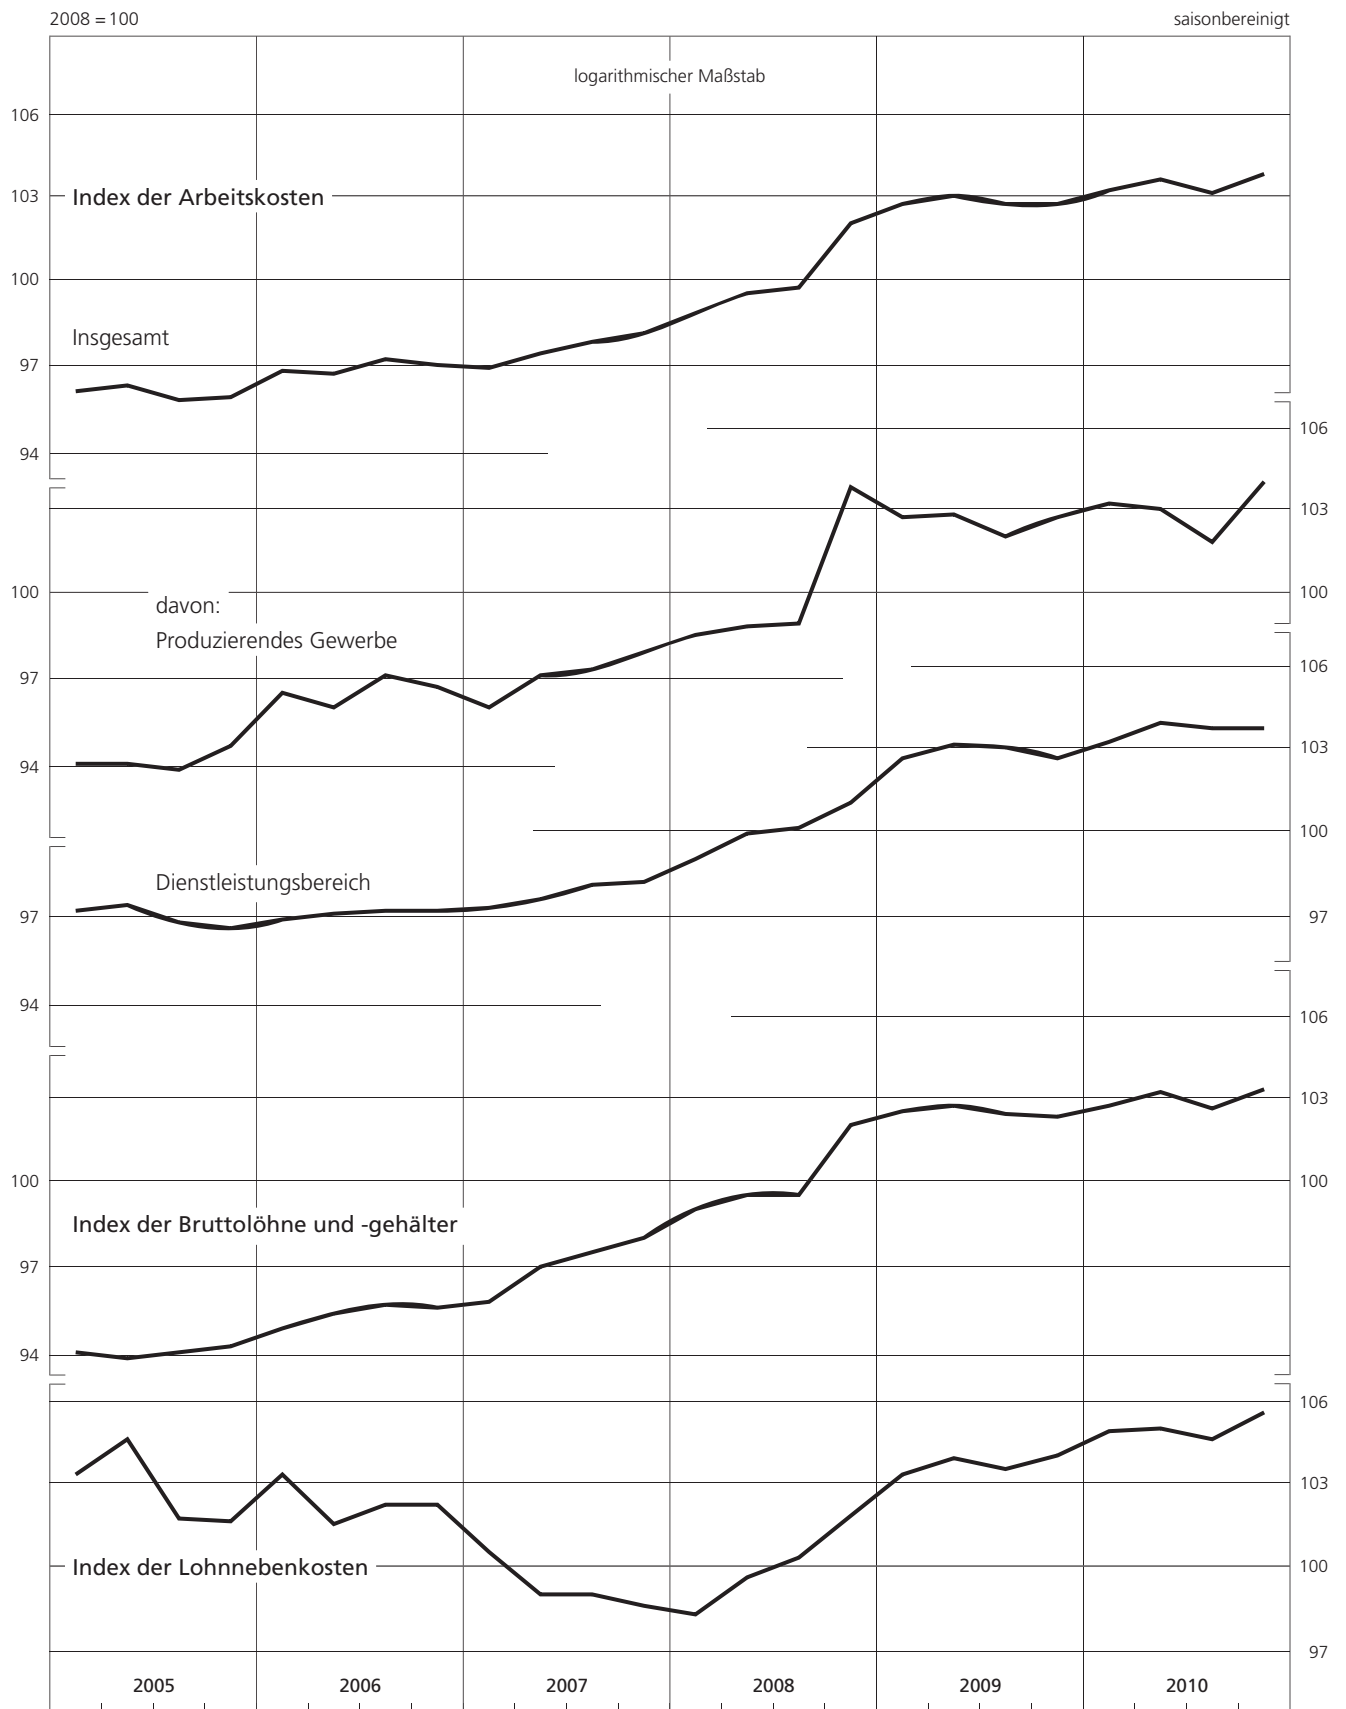 2008 = 100 saisonbereinigt
logarithmischer Maßstab
106
103 Index der Arbeitskosten
100
Insgesamt
97
106
94
103
100 100
davon:
Produzierendes Gewerbe
106
97
103
94
100
Dienstleistungsbereich
97 97
94
106
103
100 100
Index der Bruttolöhne und -gehälter
97
94
106
103
Index der Lohnnebenkosten 100
97
2005 2006 2007 2008 2009 2010